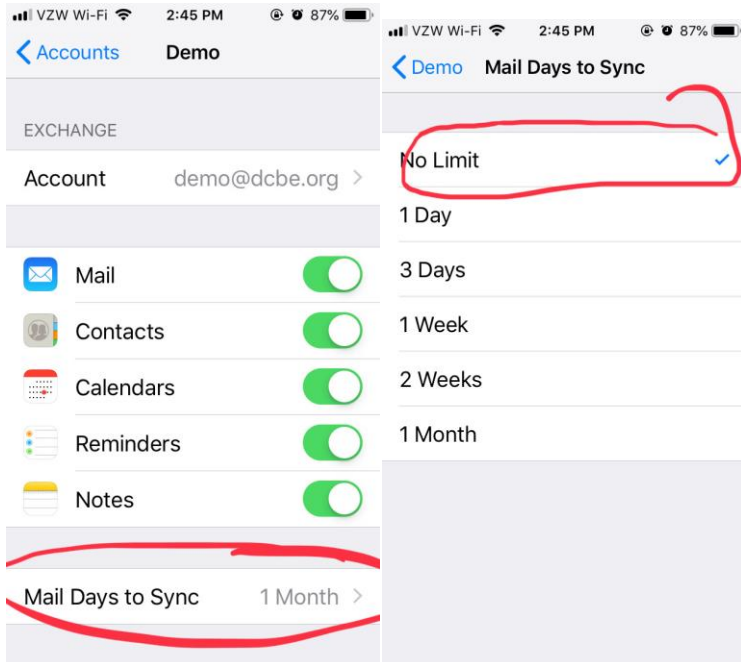 VZW Wi-Fi 2:45 PM 87%
Accounts Demo
EXCHANGE
Account demo@dcbe.org
Mail
Contacts
Calendars
Reminders
Notes
Mail Days to Sync 1 Month
VZW Wi-Fi 2:45 PM 87%
Demo Mail Days to Sync
No Limit
1 Day
3 Days
1 Week
2 Weeks
1 Month